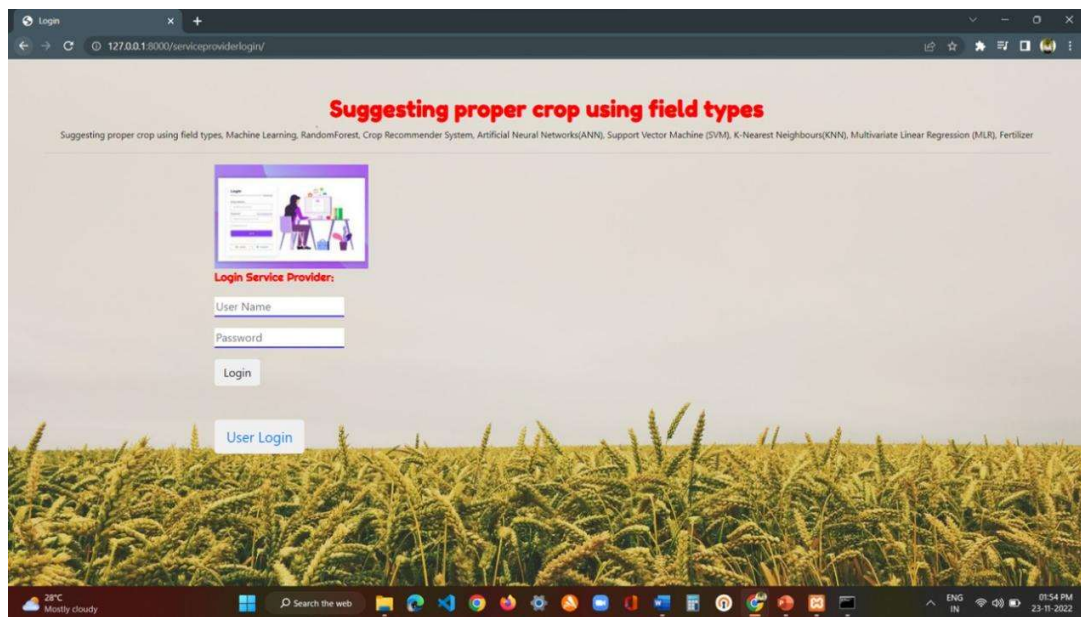 Login
127.0.0.1:8000/serviceproviderlogin/
Suggesting proper crop using field types
Suggesting proper crop using field types, Machine Learning, RandomForest, Crop Recommender System, Artificial Neural Networks(ANN), Support Vector Machine (SVM), K-Nearest Neighbours(KNN), Multivariate Linear Regression (MLR), Fertilizer
Login
Login Service Provider:
User Name
Password
Login
User Login
28°C
Mostly cloudy
Search the web
ENG
IN
01:54 PM
23-11-2022